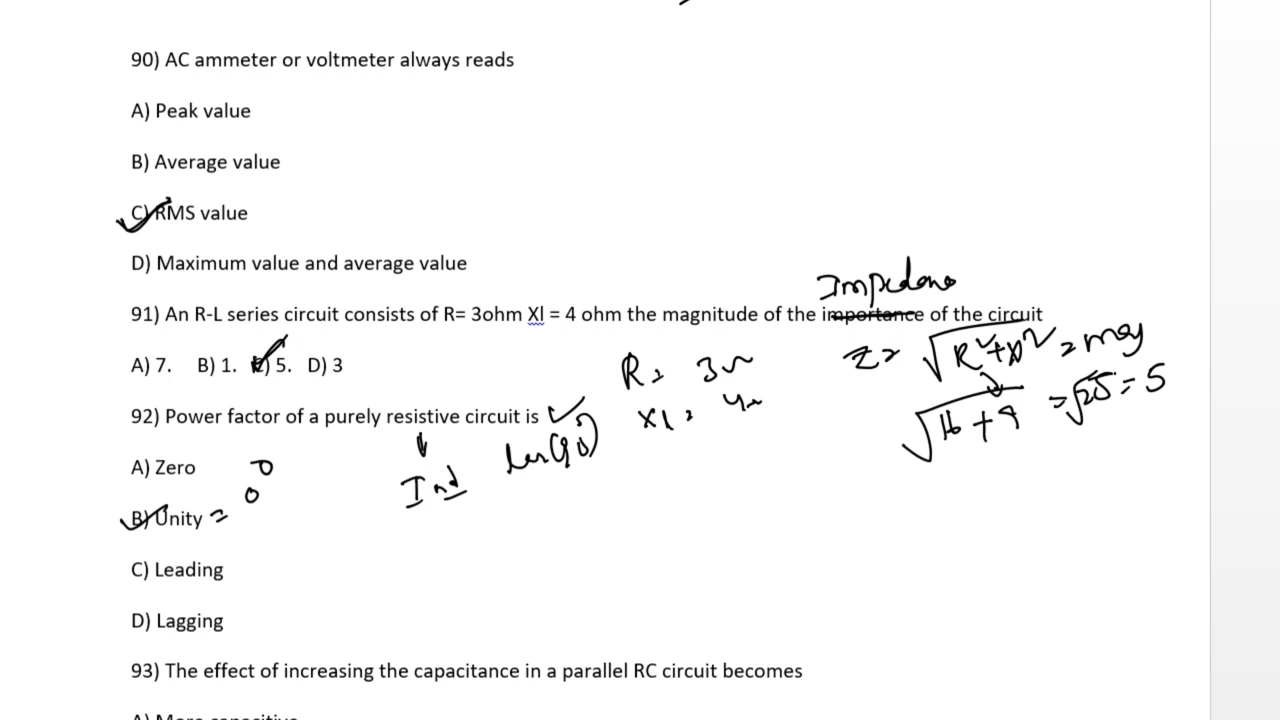 90) AC ammeter or voltmeter always reads
A) Peak value
B) Average value
C) RMS value
D) Maximum value and average value
Impedanc
91) An R-L series circuit consists of R= 3ohm Xl = 4 ohm the magnitude of the importance of the circuit
A) 7. B) 1. C) 5. D) 3
R = 3
Xl = 4
Z = √R²+X² = mag
√16+9 = √25 = 5
92) Power factor of a purely resistive circuit is
Ind
A) Zero
B) Unity =
C) Leading
D) Lagging
93) The effect of increasing the capacitance in a parallel RC circuit becomes
A) More capacitive